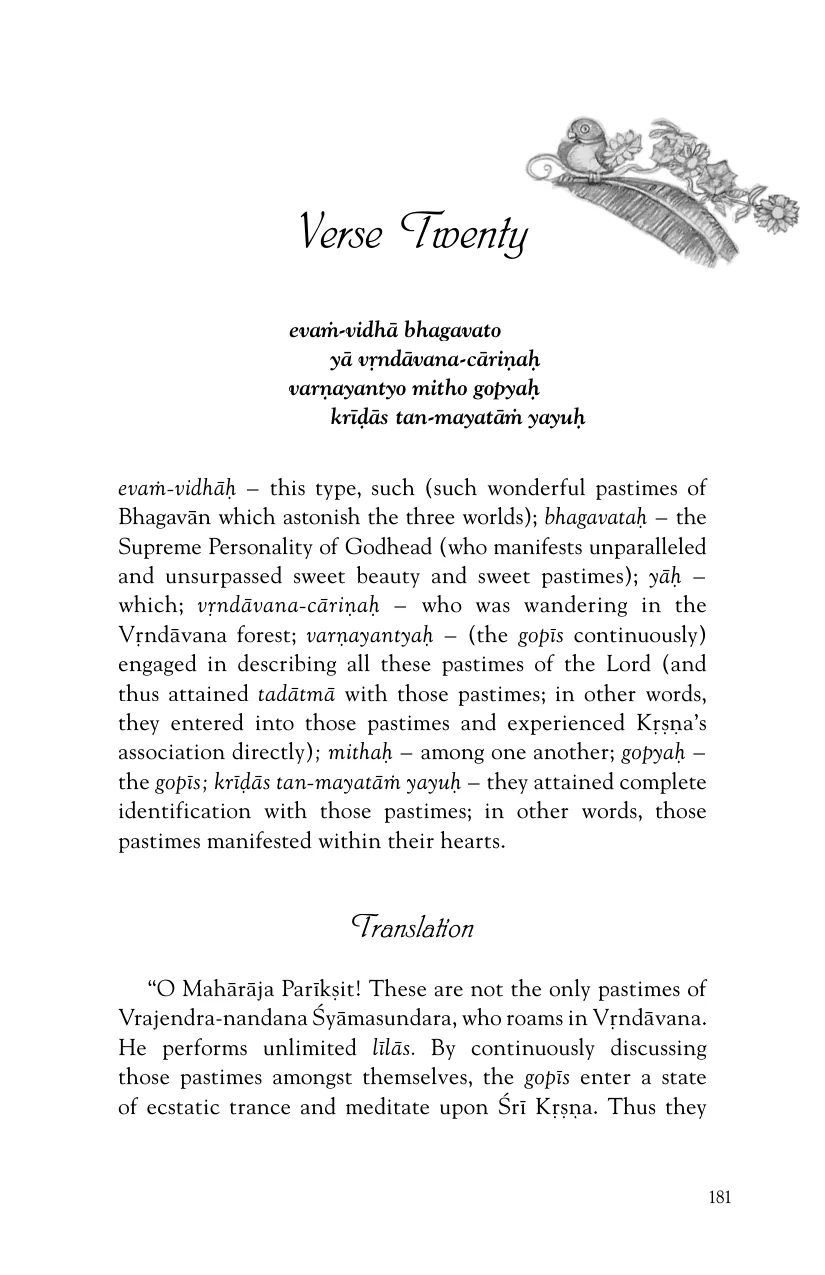 Verse Twenty
evaṁ-vidhā bhagavato
yā vṛndāvana-cāriṇaḥ
varṇayantyo mitho gopyaḥ
krīḍās tan-mayatāṁ yayuḥ
evaṁ-vidhāḥ – this type, such (such wonderful pastimes of
Bhagavān which astonish the three worlds); bhagavataḥ – the
Supreme Personality of Godhead (who manifests unparalleled
and unsurpassed sweet beauty and sweet pastimes); yāḥ –
which; vṛndāvana-cāriṇaḥ – who was wandering in the
Vṛndāvana forest; varṇayantyaḥ – (the gopīs continuously)
engaged in describing all these pastimes of the Lord (and
thus attained tadātmā with those pastimes; in other words,
they entered into those pastimes and experienced Kṛṣṇa’s
association directly); mithaḥ – among one another; gopyaḥ –
the gopīs; krīḍās tan-mayatāṁ yayuḥ – they attained complete
identification with those pastimes; in other words, those
pastimes manifested within their hearts.
Translation
“O Mahārāja Parīkṣit! These are not the only pastimes of
Vrajendra-nandana Śyāmasundara, who roams in Vṛndāvana.
He performs unlimited līlās. By continuously discussing
those pastimes amongst themselves, the gopīs enter a state
of ecstatic trance and meditate upon Śrī Kṛṣṇa. Thus they
181